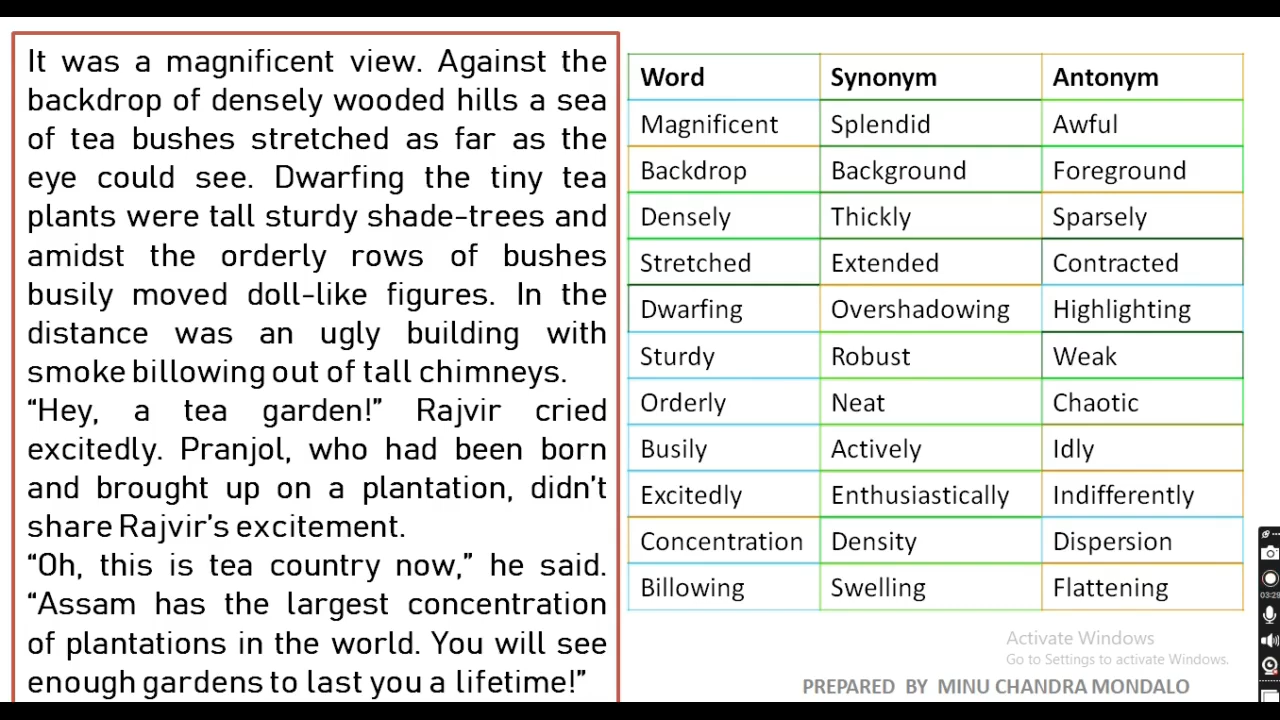 It was a magnificent view. Against the
backdrop of densely wooded hills a sea
of tea bushes stretched as far as the
eye could see. Dwarfing the tiny tea
plants were tall sturdy shade-trees and
amidst the orderly rows of bushes
busily moved doll-like figures. In the
distance was an ugly building with
smoke billowing out of tall chimneys.
“Hey, a tea garden!” Rajvir cried
excitedly. Pranjol, who had been born
and brought up on a plantation, didn’t
share Rajvir’s excitement.
“Oh, this is tea country now,” he said.
“Assam has the largest concentration
of plantations in the world. You will see
enough gardens to last you a lifetime!”
Word Synonym Antonym
Magnificent Splendid Awful
Backdrop Background Foreground
Densely Thickly Sparsely
Stretched Extended Contracted
Dwarfing Overshadowing Highlighting
Sturdy Robust Weak
Orderly Neat Chaotic
Busily Actively Idly
Excitedly Enthusiastically Indifferently
Concentration Density Dispersion
Billowing Swelling Flattening
Activate Windows
Go to Settings to activate Windows.
PREPARED BY MINU CHANDRA MONDALO
03:29